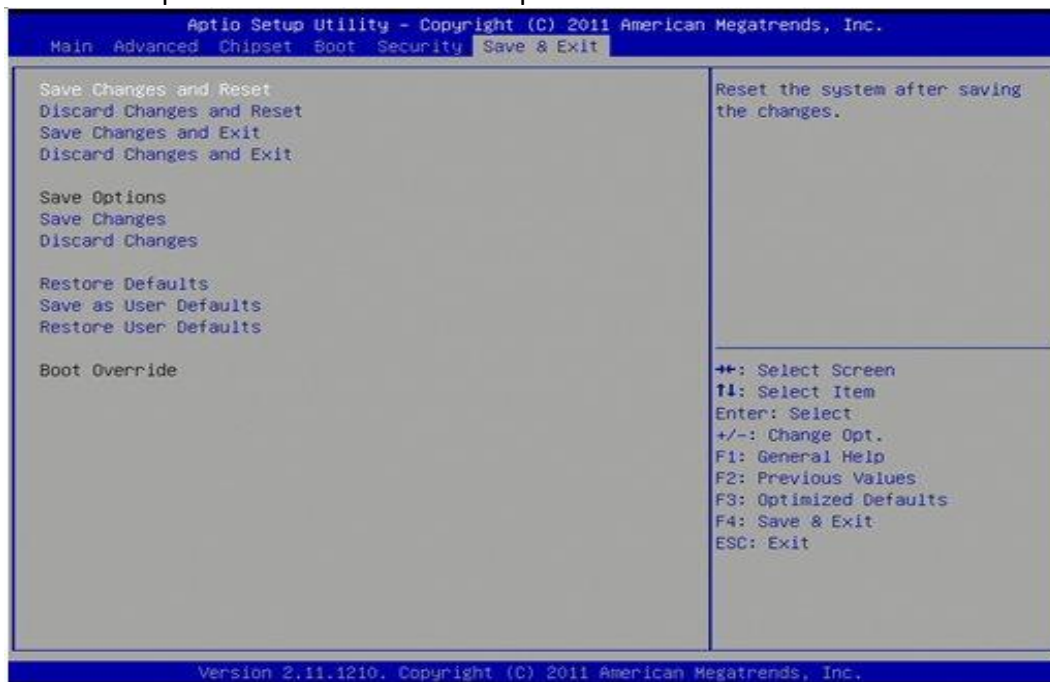 Aptio Setup Utility - Copyright (C) 2011 American Megatrends, Inc.
Main Advanced Chipset Boot Security Save & Exit
Save Changes and Reset
Discard Changes and Reset
Save Changes and Exit
Discard Changes and Exit
Save Options
Save Changes
Discard Changes
Restore Defaults
Save as User Defaults
Restore User Defaults
Boot Override
Reset the system after saving
the changes.
→←: Select Screen
↑↓: Select Item
Enter: Select
+/-: Change Opt.
F1: General Help
F2: Previous Values
F3: Optimized Defaults
F4: Save & Exit
ESC: Exit
Version 2.11.1210. Copyright (C) 2011 American Megatrends, Inc.